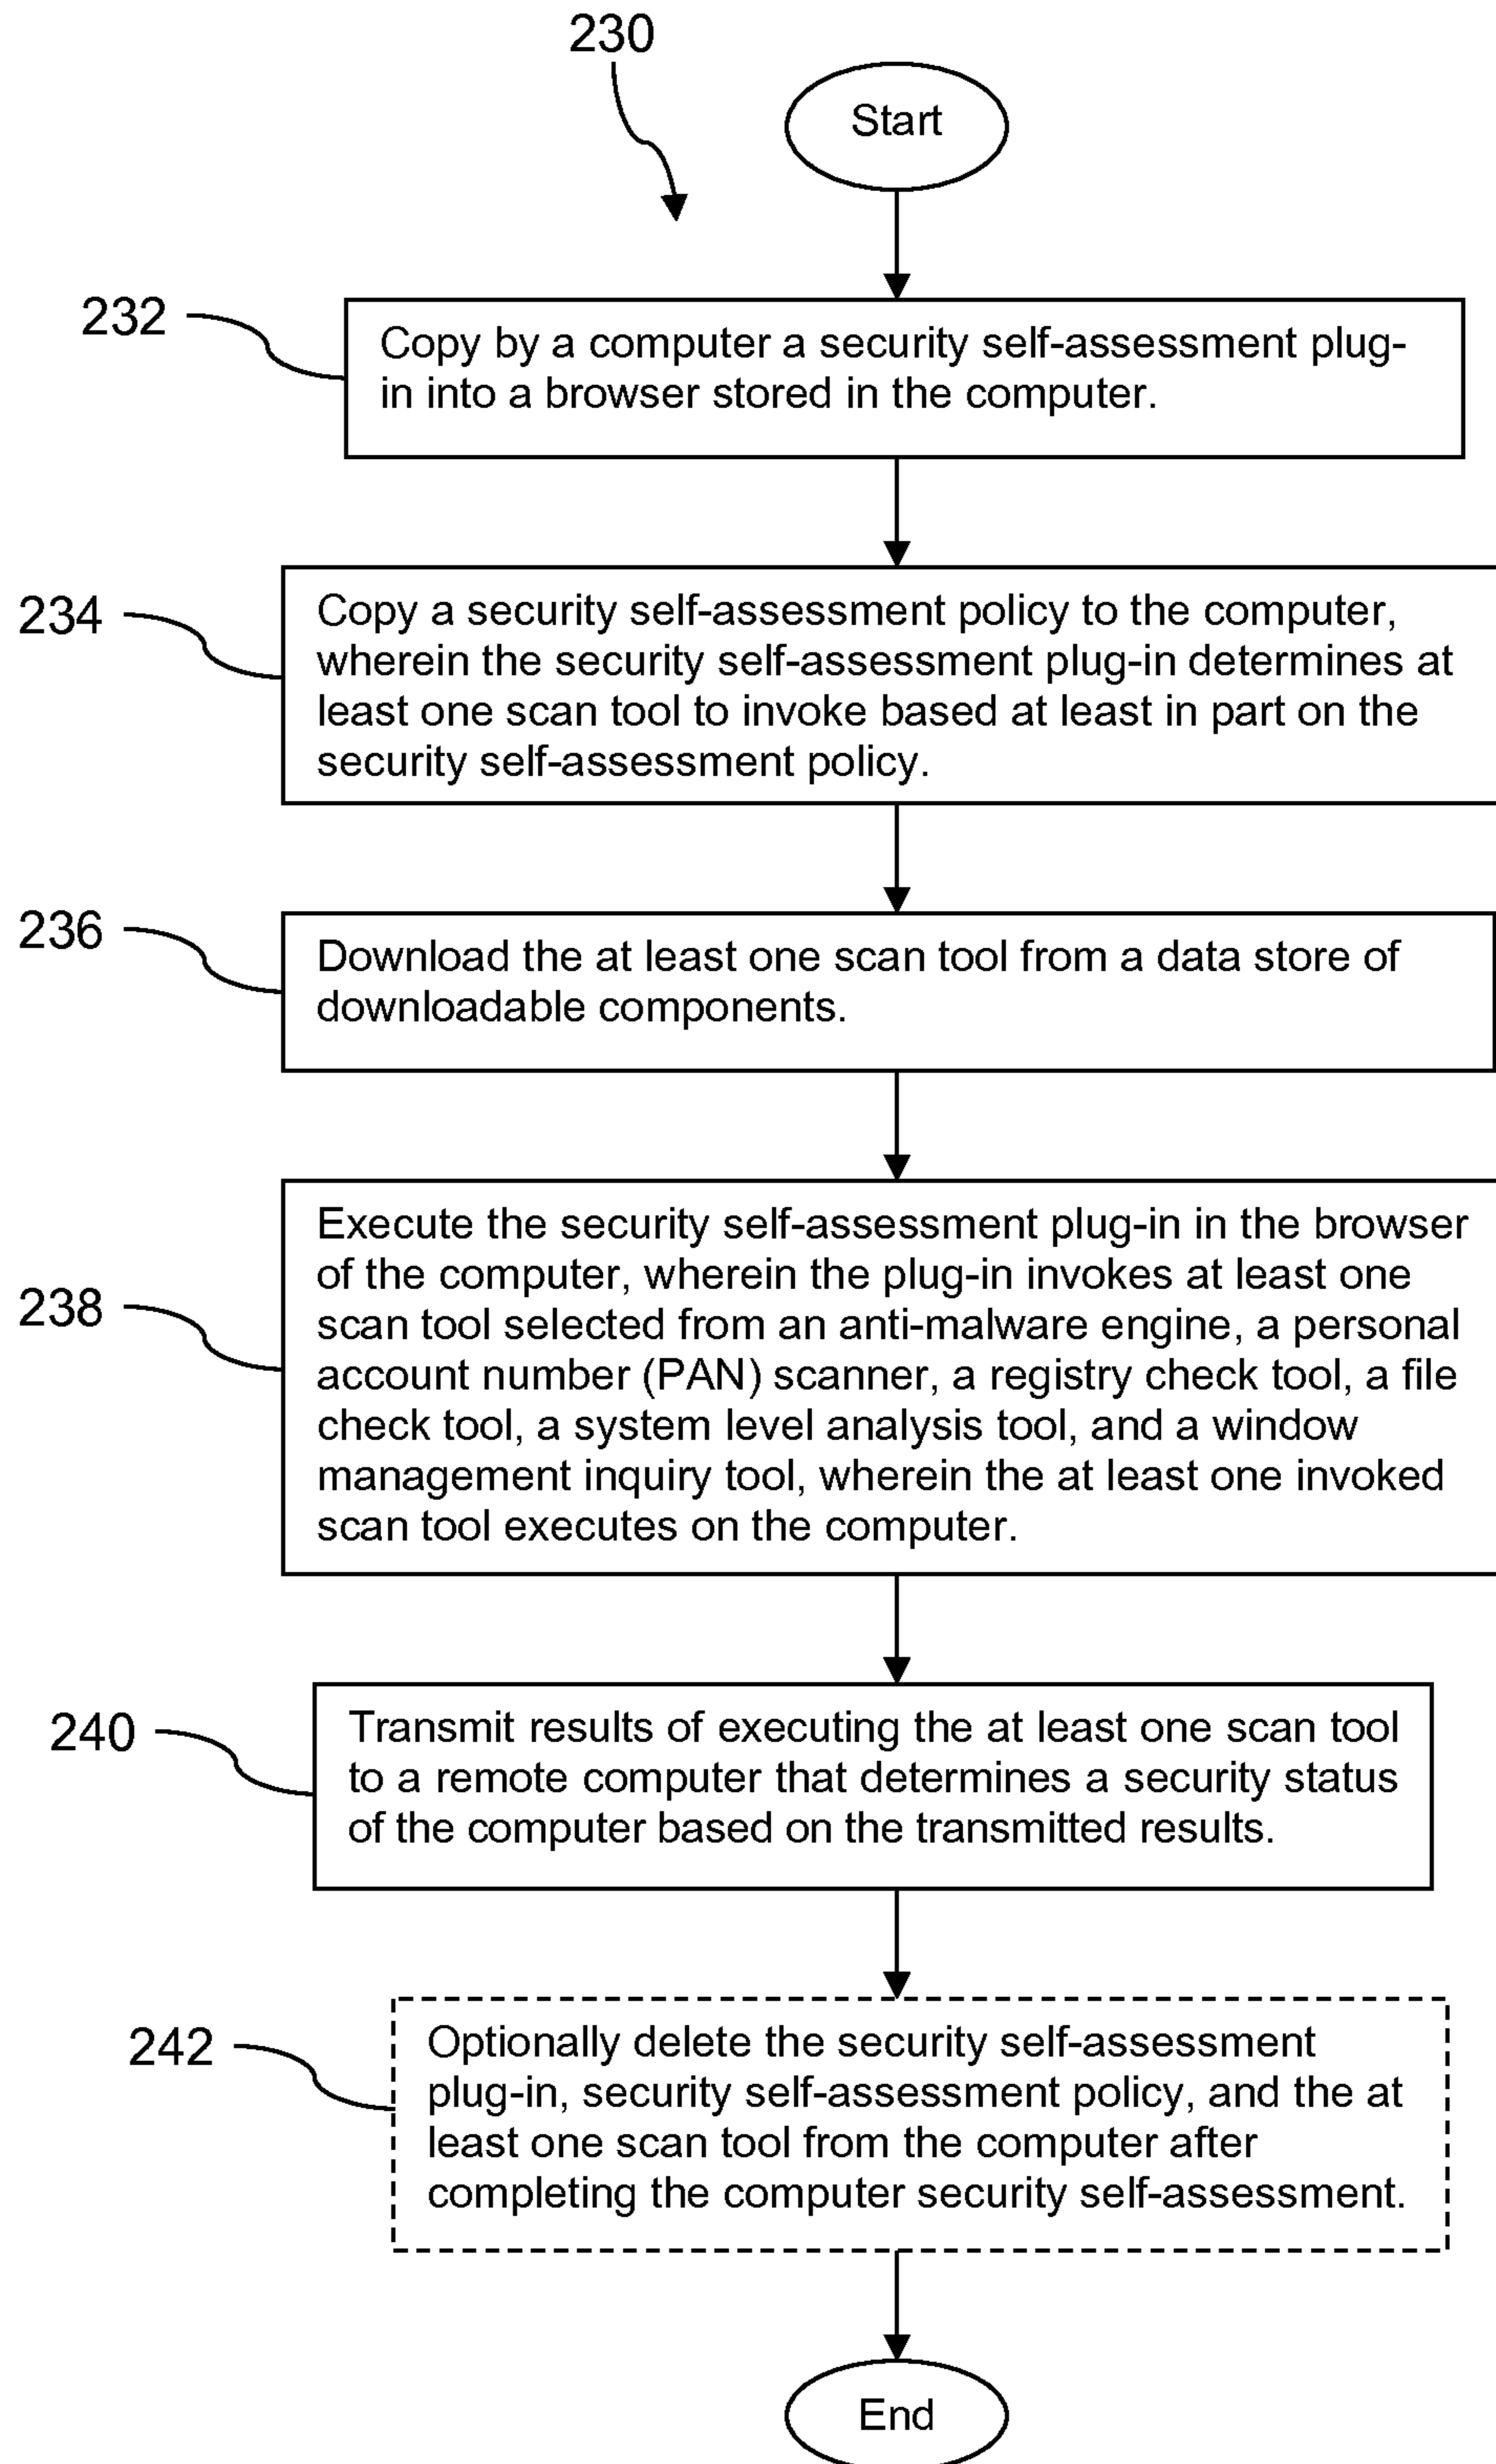 230
Start
232
Copy by a computer a security self-assessment plug-
in into a browser stored in the computer.
234
Copy a security self-assessment policy to the computer,
wherein the security self-assessment plug-in determines at
least one scan tool to invoke based at least in part on the
security self-assessment policy.
236
Download the at least one scan tool from a data store of
downloadable components.
238
Execute the security self-assessment plug-in in the browser
of the computer, wherein the plug-in invokes at least one
scan tool selected from an anti-malware engine, a personal
account number (PAN) scanner, a registry check tool, a file
check tool, a system level analysis tool, and a window
management inquiry tool, wherein the at least one invoked
scan tool executes on the computer.
240
Transmit results of executing the at least one scan tool
to a remote computer that determines a security status
of the computer based on the transmitted results.
242
Optionally delete the security self-assessment
plug-in, security self-assessment policy, and the at
least one scan tool from the computer after
completing the computer security self-assessment.
End